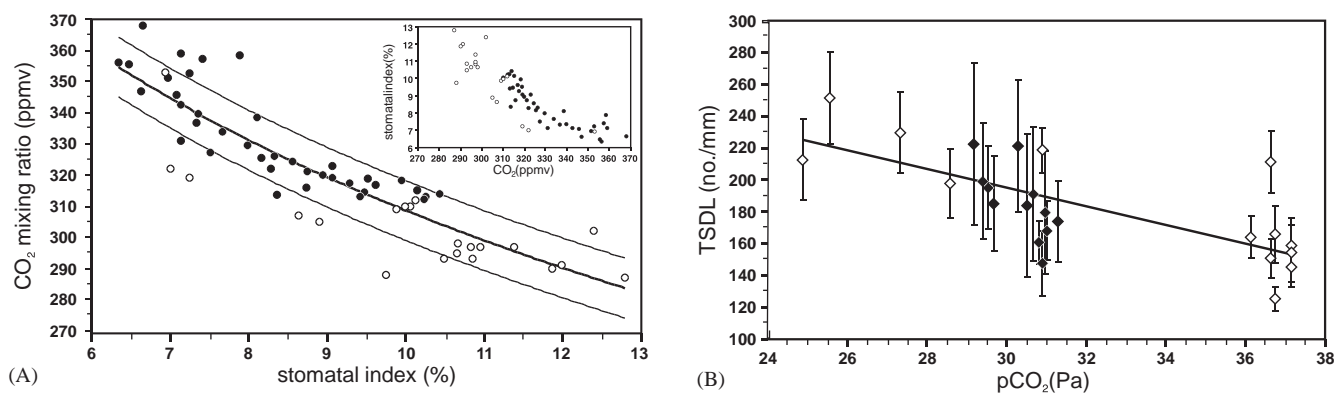 370
360
350
340
330
320
310
300
290
280
270
CO2 mixing ratio (ppmv)
6 7 8 9 10 11 12 13
stomatal index (%)
(A)
13
12
11
10
9
8
7
6
stomatalindex(%)
270 280 290 300 310 320 330 340 350 360 370
CO2(ppmv)
300
280
260
240
220
200
180
160
140
120
100
TSDL (no./mm)
24 26 28 30 32 34 36 38
pCO2(Pa)
(B)